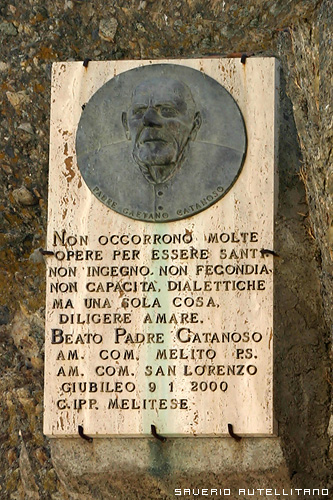 PADRE GAETANO CATANOSO
NON OCCORRONO MOLTE
OPERE PER ESSERE SANTI
NON INGEGNO. NON FECONDIA.
NON CAPACITA'. DIALETTICHE
MA UNA SOLA COSA.
DILIGERE AMARE.
BEATO PADRE CATANOSO
AM. COM. MELITO P.S.
AM. COM. SAN LORENZO
GIUBILEO 9 1 2000
C.IPP. MELITESE
SAVERIO AUTELLITANO